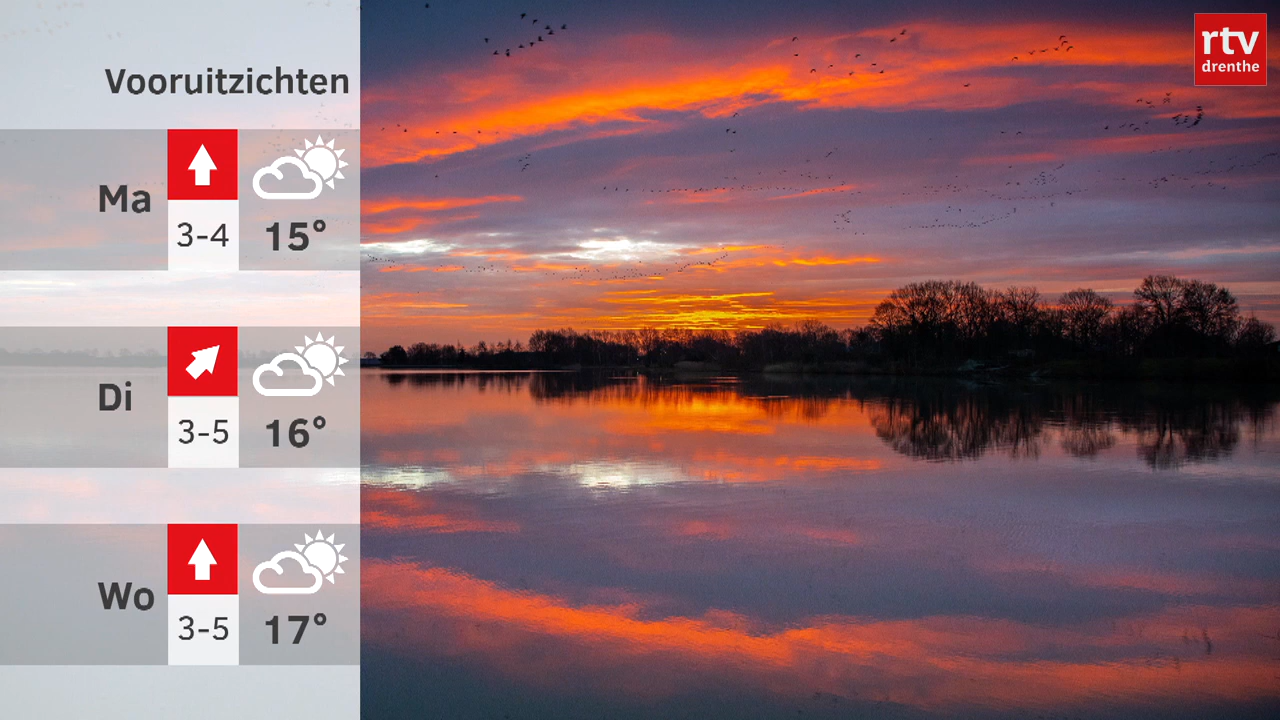 rtv
drenthe
Vooruitzichten
Ma
3-4
15°
Di
3-5
16°
Wo
3-5
17°